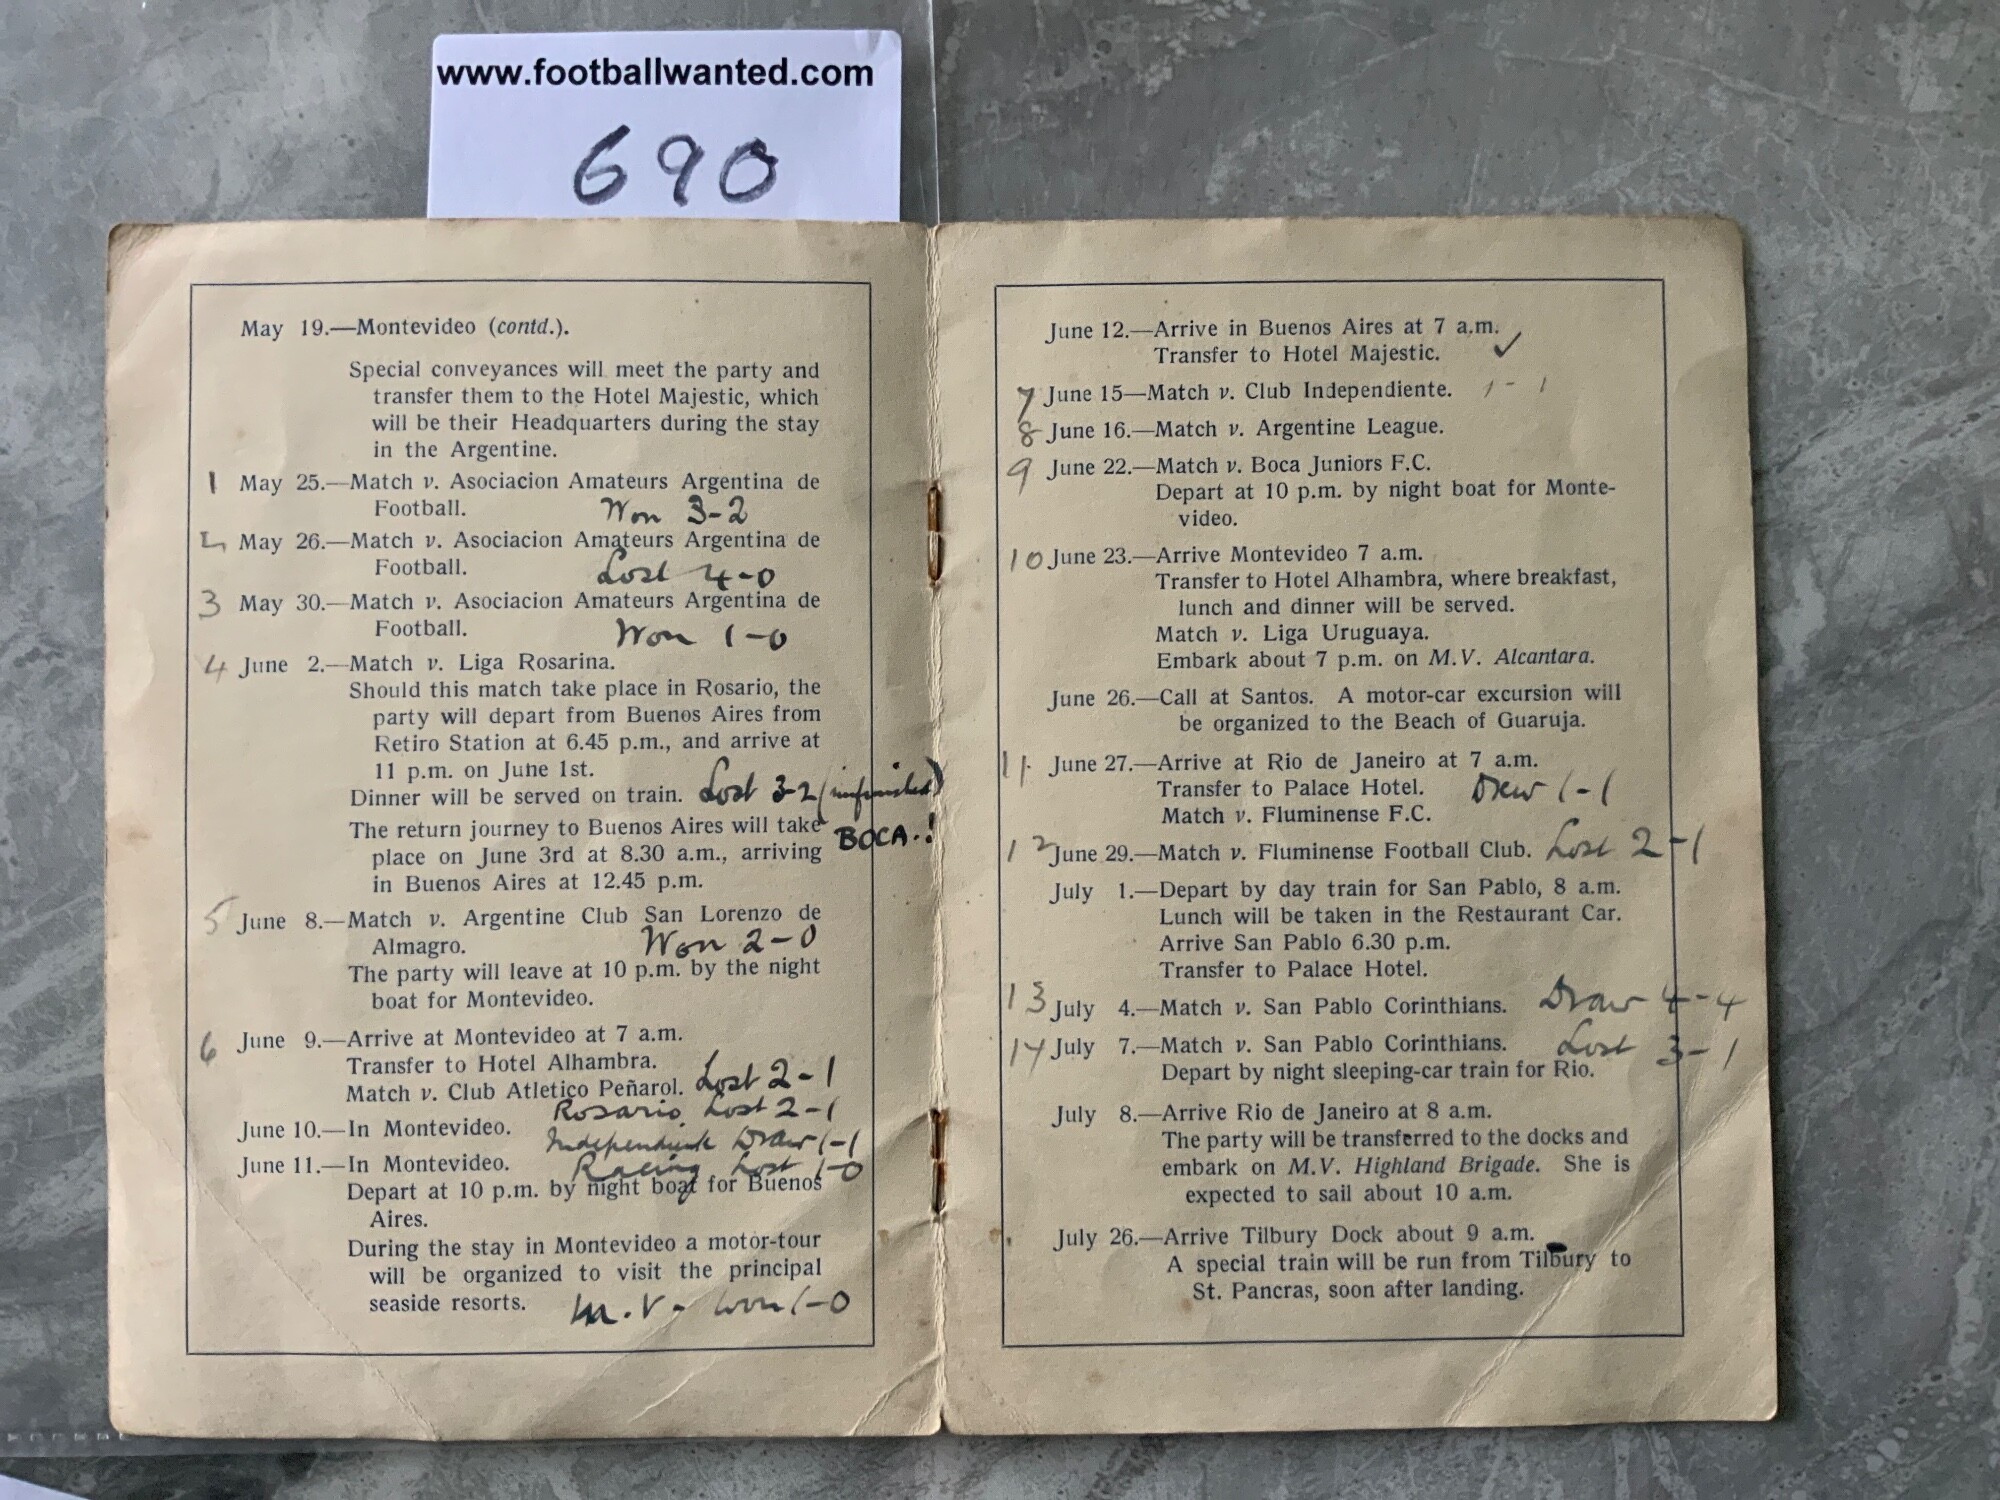 www.footballwanted.com
690
May 19.—Montevideo (contd.).
Special conveyances will meet the party and
transfer them to the Hotel Majestic, which
will be their Headquarters during the stay
in the Argentine.
1 May 25.—Match v. Asociacion Amateurs Argentina de
Football. Won 3-2
2 May 26.—Match v. Asociacion Amateurs Argentina de
Football. Lost 4-0
3 May 30.—Match v. Asociacion Amateurs Argentina de
Football. Won 1-0
4 June 2.—Match v. Liga Rosarina.
Should this match take place in Rosario, the
party will depart from Buenos Aires from
Retiro Station at 6.45 p.m., and arrive at
11 p.m. on June 1st.
Dinner will be served on train. Lost 3-2 (unfinished)
The return journey to Buenos Aires will take BOCA.!
place on June 3rd at 8.30 a.m., arriving
in Buenos Aires at 12.45 p.m.
5 June 8.—Match v. Argentine Club San Lorenzo de
Almagro. Won 2-0
The party will leave at 10 p.m. by the night
boat for Montevideo.
6 June 9.—Arrive at Montevideo at 7 a.m.
Transfer to Hotel Alhambra.
Match v. Club Atletico Peñarol. Lost 2-1
Rosario Lost 2-1
June 10.—In Montevideo.
Independiente Draw 1-1
June 11.—In Montevideo. Racing Lost 1-0
Depart at 10 p.m. by night boat for Buenos
Aires.
During the stay in Montevideo a motor-tour
will be organized to visit the principal
seaside resorts. M.V. - Won 1-0
June 12.—Arrive in Buenos Aires at 7 a.m.
Transfer to Hotel Majestic. ✓
7 June 15—Match v. Club Independiente. 1-1
8 June 16.—Match v. Argentine League.
9 June 22.—Match v. Boca Juniors F.C.
Depart at 10 p.m. by night boat for Monte-
video.
10 June 23.—Arrive Montevideo 7 a.m.
Transfer to Hotel Alhambra, where breakfast,
lunch and dinner will be served.
Match v. Liga Uruguaya.
Embark about 7 p.m. on M.V. Alcantara.
June 26.—Call at Santos. A motor-car excursion will
be organized to the Beach of Guaruja.
11. June 27.—Arrive at Rio de Janeiro at 7 a.m.
Transfer to Palace Hotel. Drew 1-1
Match v. Fluminense F.C.
12 June 29.—Match v. Fluminense Football Club. Lost 2-1
July 1.—Depart by day train for San Pablo, 8 a.m.
Lunch will be taken in the Restaurant Car.
Arrive San Pablo 6.30 p.m.
Transfer to Palace Hotel.
13 July 4.—Match v. San Pablo Corinthians. Draw 4-4
14 July 7.—Match v. San Pablo Corinthians. Lost 3-1
Depart by night sleeping-car train for Rio.
July 8.—Arrive Rio de Janeiro at 8 a.m.
The party will be transferred to the docks and
embark on M.V. Highland Brigade. She is
expected to sail about 10 a.m.
July 26.—Arrive Tilbury Dock about 9 a.m.
A special train will be run from Tilbury to
St. Pancras, soon after landing.